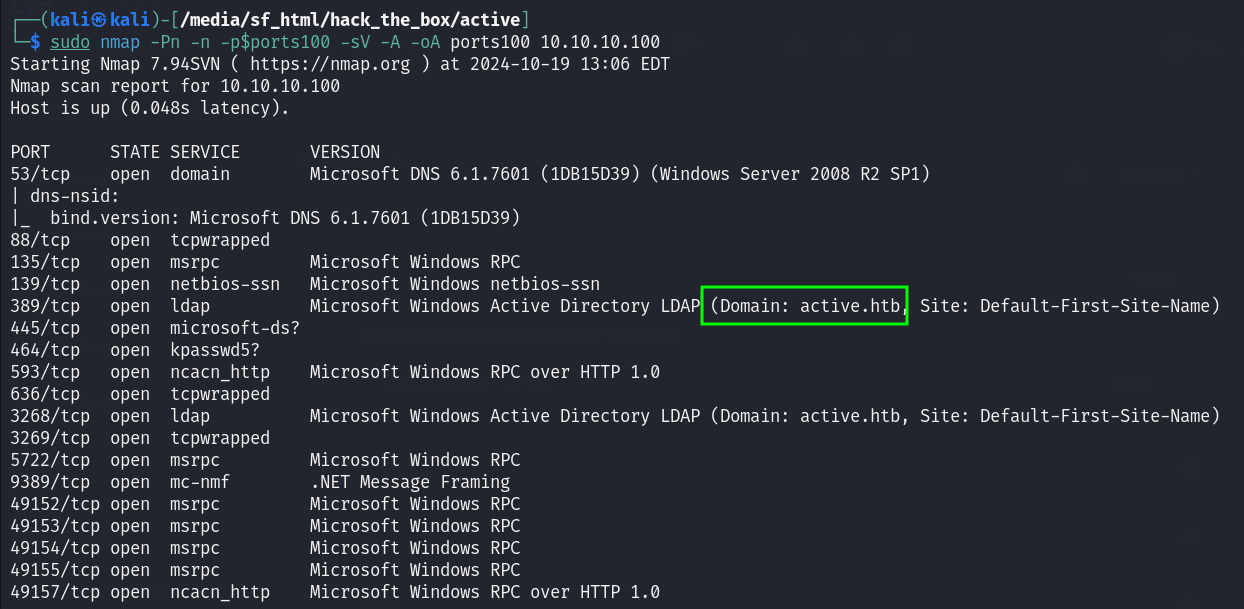 ┌──(kali㉿kali)-[/media/sf_html/hack_the_box/active]
└─$ sudo nmap -Pn -n -p$ports100 -sV -A -oA ports100 10.10.10.100
Starting Nmap 7.94SVN ( https://nmap.org ) at 2024-10-19 13:06 EDT
Nmap scan report for 10.10.10.100
Host is up (0.048s latency).

PORT      STATE SERVICE       VERSION
53/tcp    open  domain        Microsoft DNS 6.1.7601 (1DB15D39) (Windows Server 2008 R2 SP1)
| dns-nsid:
|_  bind.version: Microsoft DNS 6.1.7601 (1DB15D39)
88/tcp    open  tcpwrapped
135/tcp   open  msrpc         Microsoft Windows RPC
139/tcp   open  netbios-ssn   Microsoft Windows netbios-ssn
389/tcp   open  ldap          Microsoft Windows Active Directory LDAP (Domain: active.htb, Site: Default-First-Site-Name)
445/tcp   open  microsoft-ds?
464/tcp   open  kpasswd5?
593/tcp   open  ncacn_http    Microsoft Windows RPC over HTTP 1.0
636/tcp   open  tcpwrapped
3268/tcp  open  ldap          Microsoft Windows Active Directory LDAP (Domain: active.htb, Site: Default-First-Site-Name)
3269/tcp  open  tcpwrapped
5722/tcp  open  msrpc         Microsoft Windows RPC
9389/tcp  open  mc-nmf        .NET Message Framing
49152/tcp open  msrpc         Microsoft Windows RPC
49153/tcp open  msrpc         Microsoft Windows RPC
49154/tcp open  msrpc         Microsoft Windows RPC
49155/tcp open  msrpc         Microsoft Windows RPC
49157/tcp open  ncacn_http    Microsoft Windows RPC over HTTP 1.0